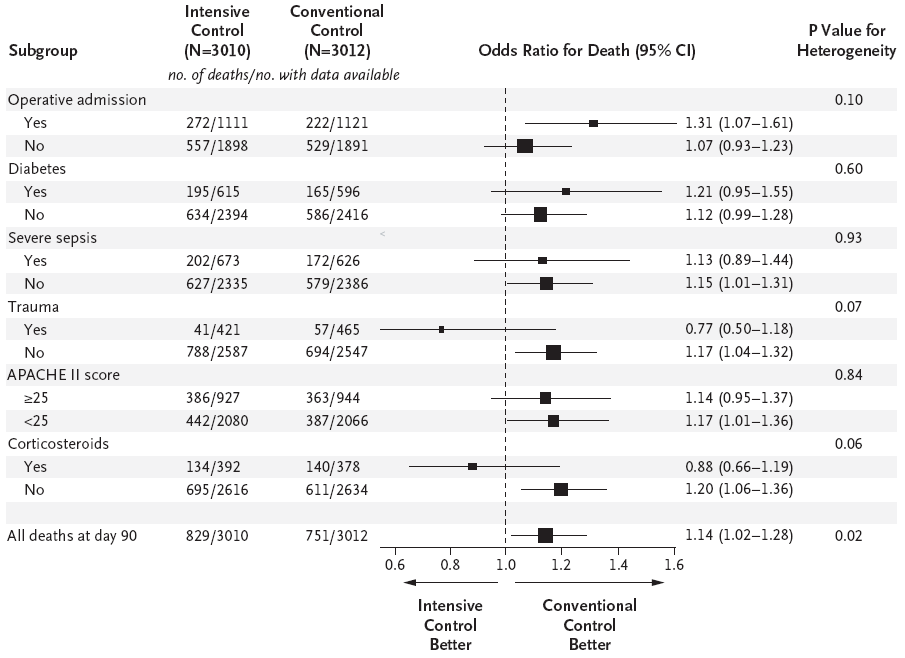 Subgroup
Intensive Control (N=3010)
Conventional Control (N=3012)
Odds Ratio for Death (95% CI)
P Value for Heterogeneity
no. of deaths/no. with data available
Operative admission 0.10
Yes 272/1111 222/1121 1.31 (1.07–1.61)
No 557/1898 529/1891 1.07 (0.93–1.23)
Diabetes 0.60
Yes 195/615 165/596 1.21 (0.95–1.55)
No 634/2394 586/2416 1.12 (0.99–1.28)
Severe sepsis < 0.93
Yes 202/673 172/626 1.13 (0.89–1.44)
No 627/2335 579/2386 1.15 (1.01–1.31)
Trauma 0.07
Yes 41/421 57/465 0.77 (0.50–1.18)
No 788/2587 694/2547 1.17 (1.04–1.32)
APACHE II score 0.84
≥25 386/927 363/944 1.14 (0.95–1.37)
<25 442/2080 387/2066 1.17 (1.01–1.36)
Corticosteroids 0.06
Yes 134/392 140/378 0.88 (0.66–1.19)
No 695/2616 611/2634 1.20 (1.06–1.36)
All deaths at day 90 829/3010 751/3012 1.14 (1.02–1.28) 0.02
0.6 0.8 1.0 1.2 1.4 1.6
Intensive Control Better
Conventional Control Better